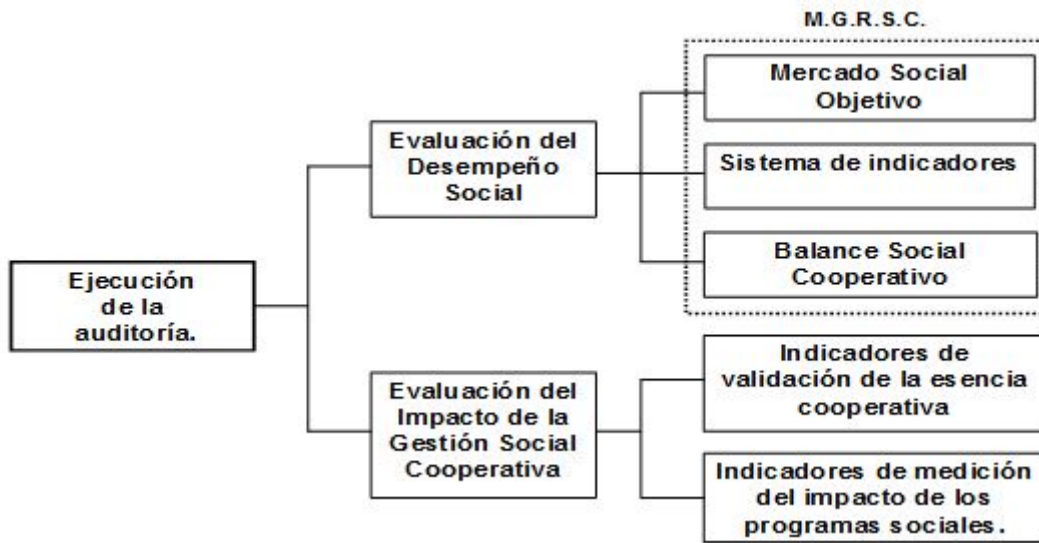 M.G.R.S.C.
Mercado Social
Objetivo
Evaluación del
Desempeño
Social
Sistema de indicadores
Balance Social
Cooperativo
Ejecución
de la
auditoría.
Evaluación del
Impacto de la
Gestión Social
Cooperativa
Indicadores de
validación de la esencia
cooperativa
Indicadores de medición
del impacto de los
programas sociales.